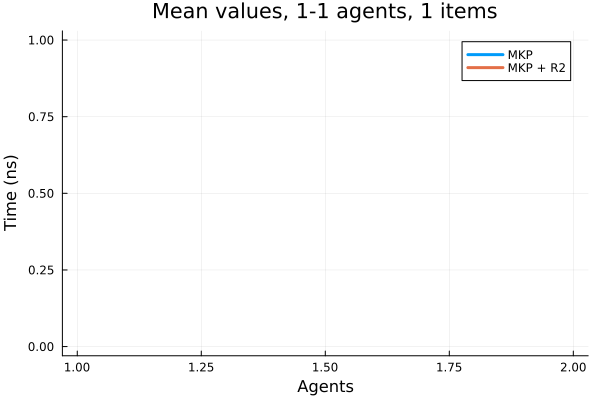 Mean values, 1-1 agents, 1 items
1.00
MKP
MKP + R2
0.75
Time (ns)
0.50
0.25
0.00
1.00 1.25 1.50 1.75 2.00
Agents